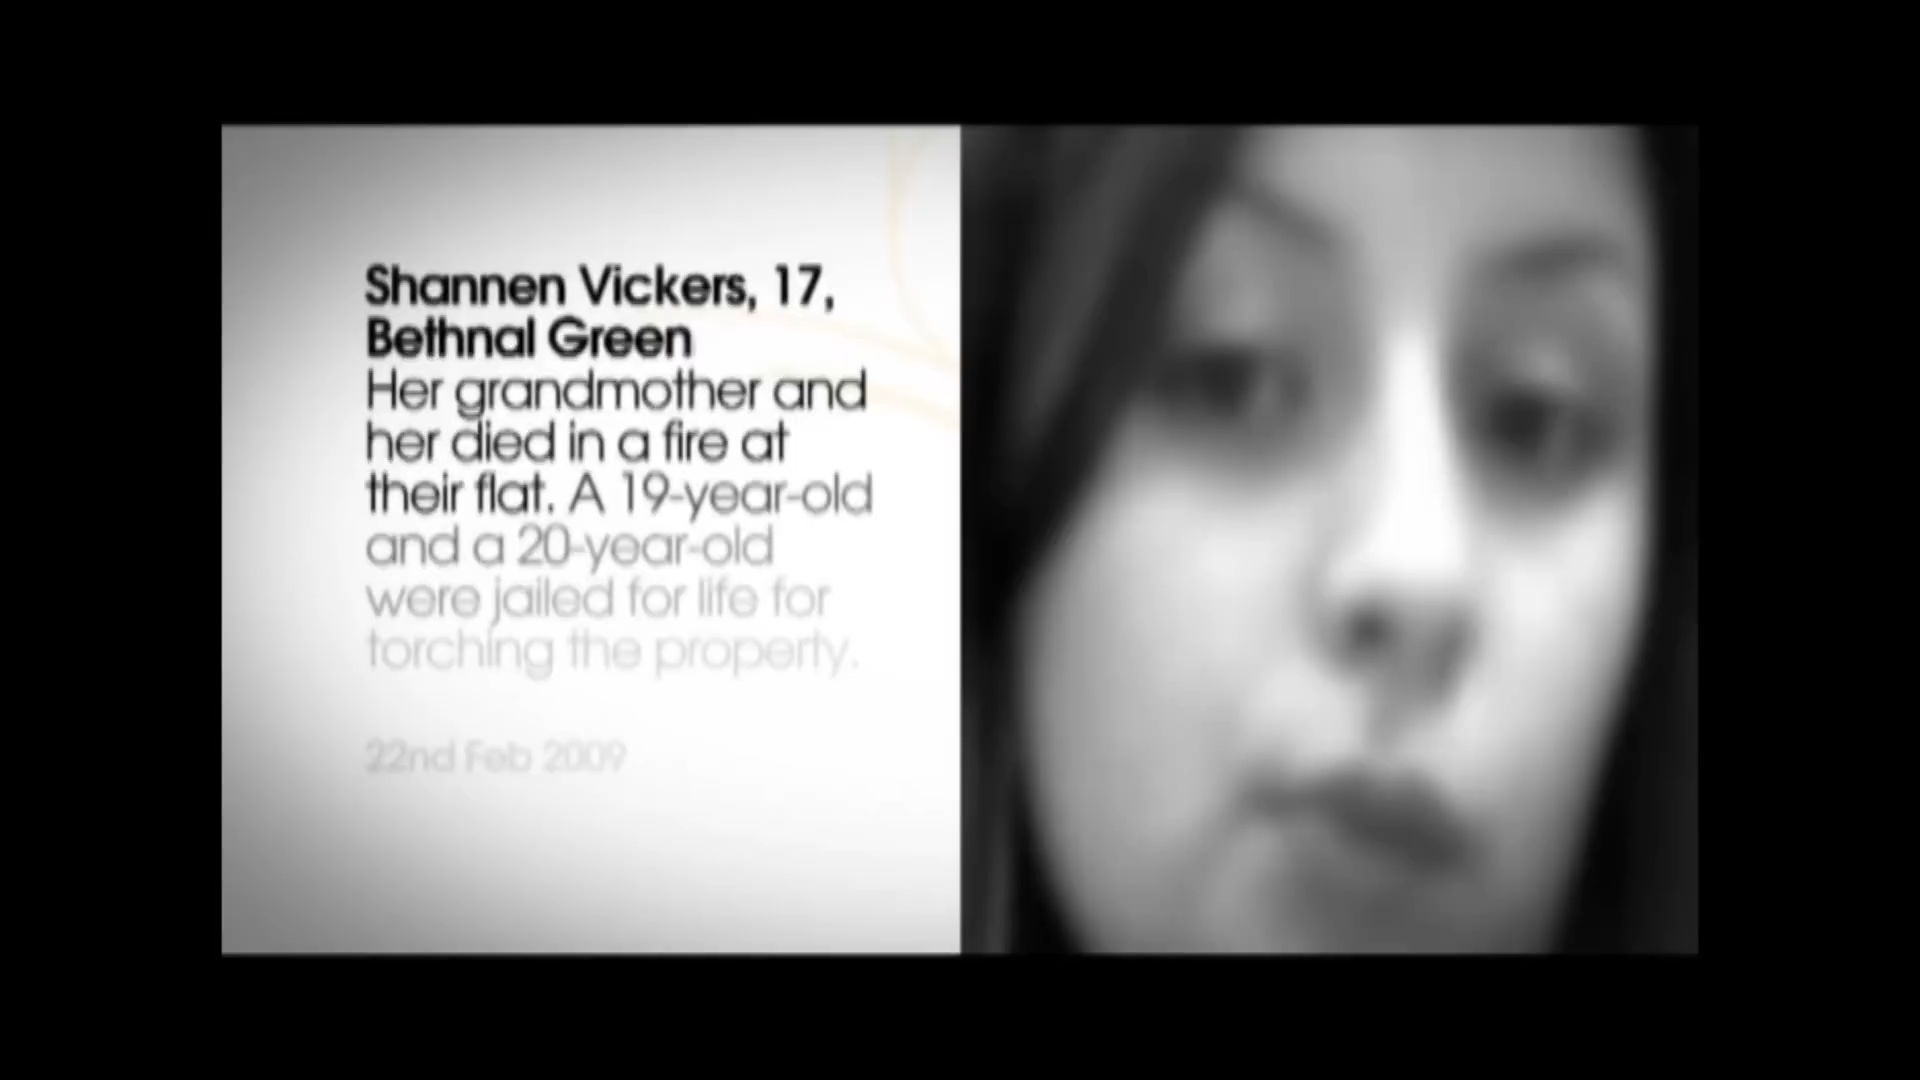 Shannen Vickers, 17,
Bethnal Green
Her grandmother and
her died in a fire at
their flat. A 19-year-old
and a 20-year-old
were jailed for life for
torching the property.
22nd Feb 2009